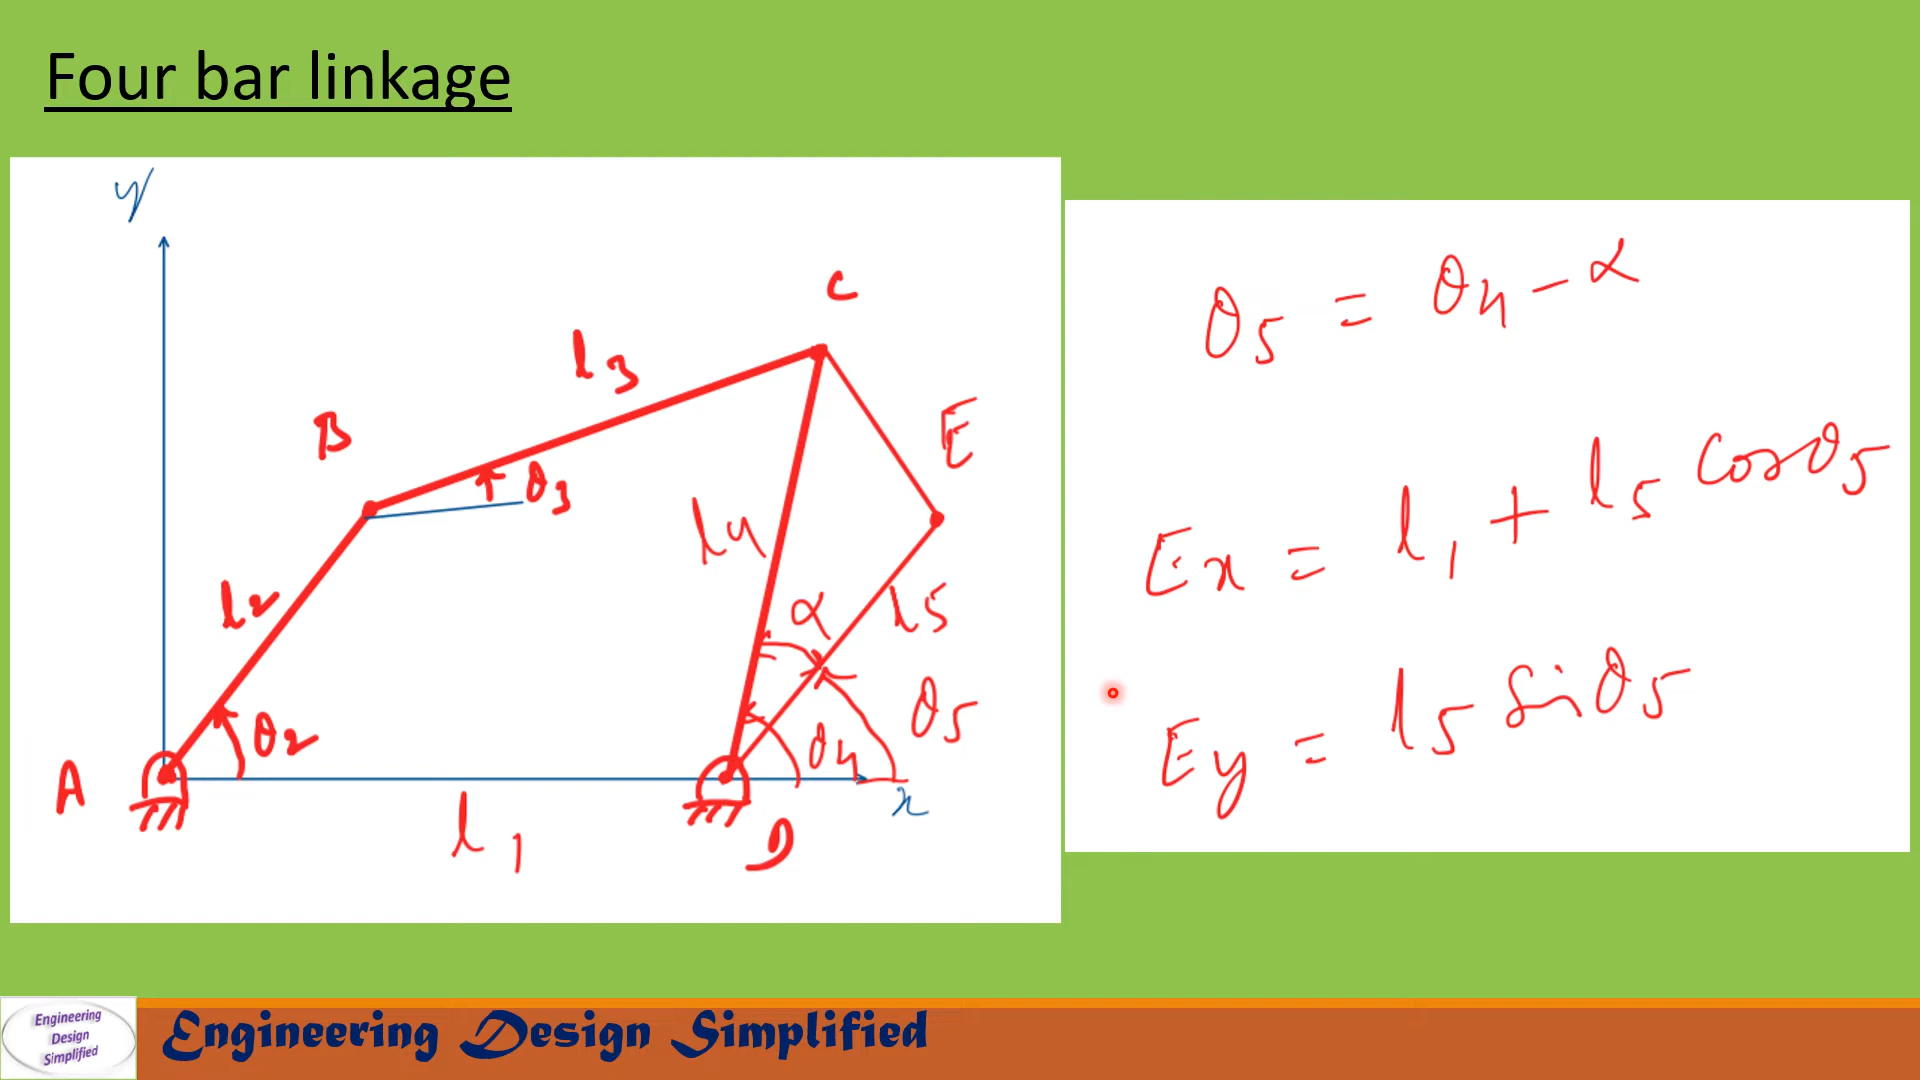 Four bar linkage
y
C
l3
B
E
θ3
l4
l2
α
l5
θ2
θ5
θ4
A
x
l1
D
θ5 = θ4 - α
Ex = l1 + l5 cosθ5
Ey = l5 sinθ5
Engineering
Design
Simplified
Engineering Design Simplified